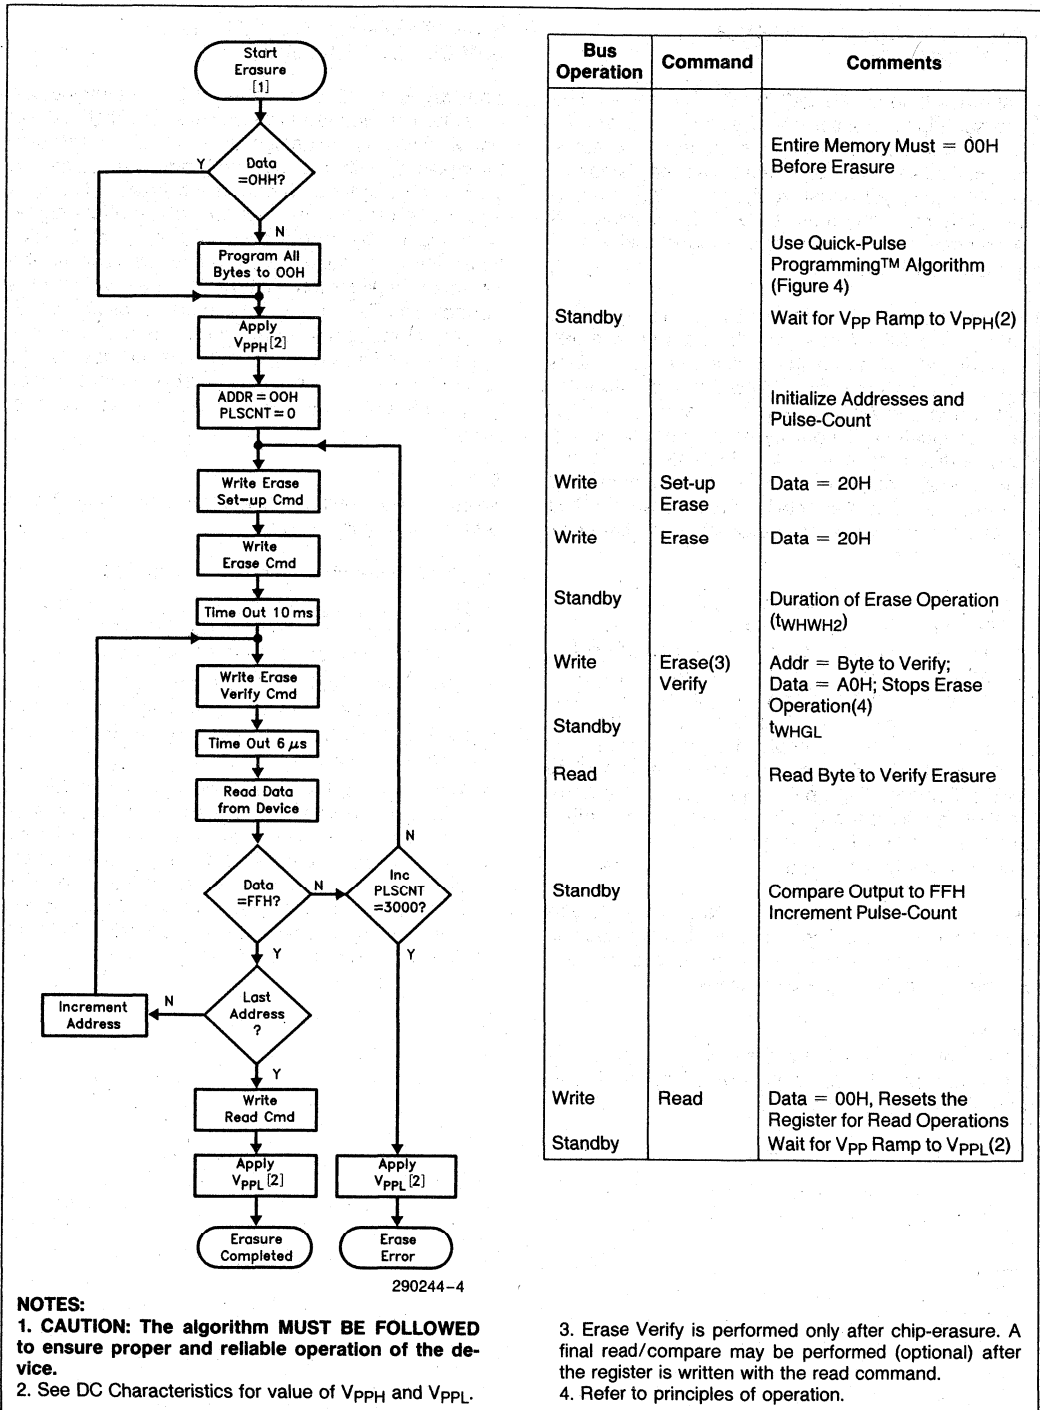 Start
Erasure
[1]
Data
=0HH?
Y
N
Program All
Bytes to 00H
Apply
VPPH[2]
ADDR = 00H
PLSCNT = 0
Write Erase
Set-up Cmd
Write
Erase Cmd
Time Out 10 ms
Write Erase
Verify Cmd
Time Out 6 µs
Read Data
from Device
Data
=FFH?
N
Y
Inc
PLSCNT
=3000?
N
Y
Last
Address
?
N
Y
Increment
Address
Write
Read Cmd
Apply
VPPL[2]
Apply
VPPL[2]
Erasure
Completed
Erase
Error
290244-4
Bus
Operation
Command
Comments
Entire Memory Must = 00H
Before Erasure
Use Quick-Pulse
Programming™ Algorithm
(Figure 4)
Standby
Wait for VPP Ramp to VPPH(2)
Initialize Addresses and
Pulse-Count
Write
Set-up
Erase
Data = 20H
Write
Erase
Data = 20H
Standby
Duration of Erase Operation
(tWHWH2)
Write
Erase(3)
Verify
Addr = Byte to Verify;
Data = A0H; Stops Erase
Operation(4)
Standby
tWHGL
Read
Read Byte to Verify Erasure
Standby
Compare Output to FFH
Increment Pulse-Count
Write
Read
Data = 00H, Resets the
Register for Read Operations
Standby
Wait for VPP Ramp to VPPL(2)
NOTES:
1. CAUTION: The algorithm MUST BE FOLLOWED
to ensure proper and reliable operation of the de-
vice.
2. See DC Characteristics for value of VPPH and VPPL.
3. Erase Verify is performed only after chip-erasure. A
final read/compare may be performed (optional) after
the register is written with the read command.
4. Refer to principles of operation.